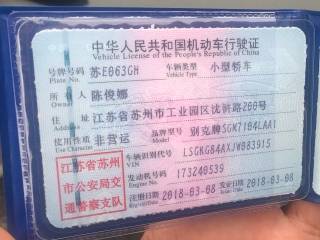 中华人民共和国机动车行驶证
Vehicle License of the People's Republic of China
号牌号码 苏E063GH 车辆类型 小型轿车
Plate No. Vehicle Type
所有人 陈俊娜
Owner
住址 江苏省苏州市工业园区沈浒路200号
Address
使用性质 非营运 品牌型号 别克牌SGK7184LAA1
Use Character Model
江苏省苏州
市公安局交
通警察支队
车辆识别代号 LSGKG84AXJW083915
VIN
发动机号码 173240539
Engine No.
注册日期 2018-03-08 发证日期 2018-03-08
Register Date Issue Date